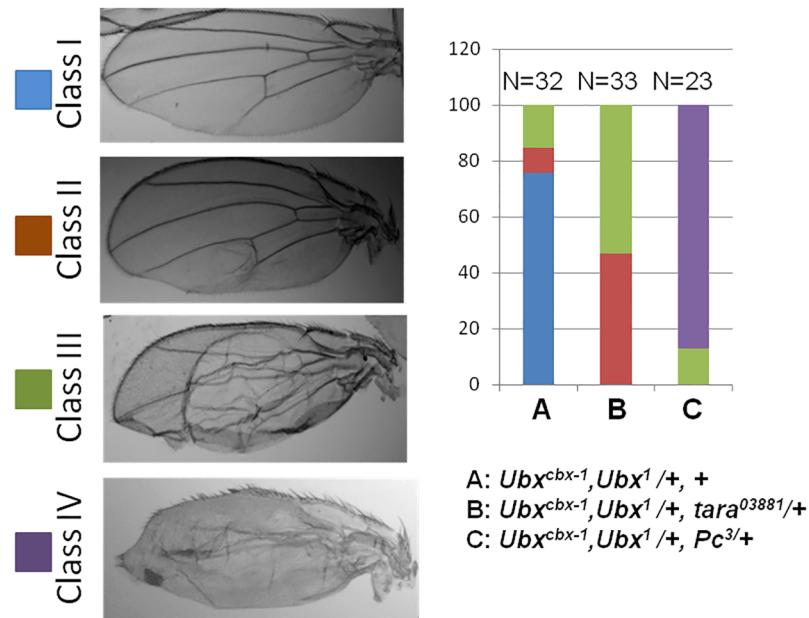 Class I
Class II
Class III
Class IV
120
100
80
60
40
20
0
N=32 N=33 N=23
A B C
A: Ubx^cbx-1,Ubx^1 /+, +
B: Ubx^cbx-1,Ubx^1 /+, tara^03881/+
C: Ubx^cbx-1,Ubx^1 /+, Pc^3/+